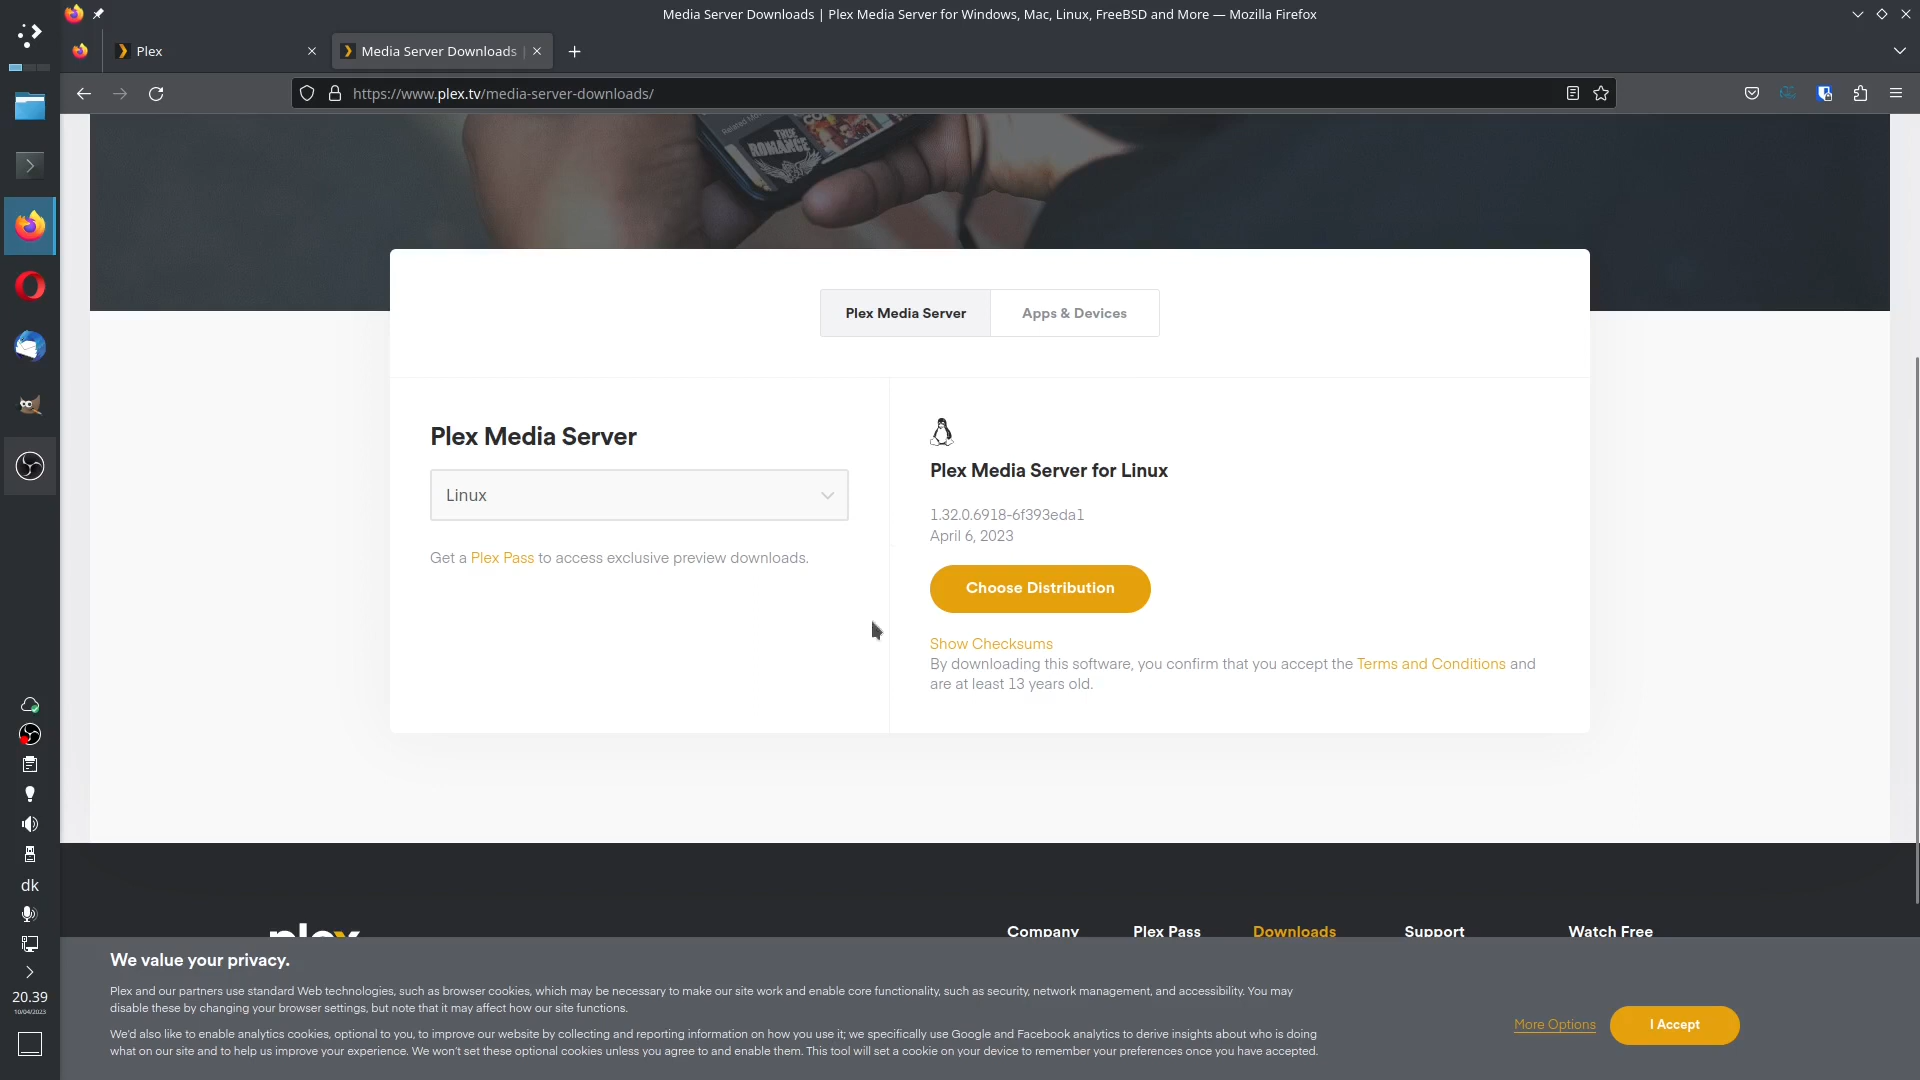 Media Server Downloads | Plex Media Server for Windows, Mac, Linux, FreeBSD and More — Mozilla Firefox
Plex
Media Server Downloads |
https://www.plex.tv/media-server-downloads/
TRUE
ROMANCE
Plex Media Server
Apps & Devices
Plex Media Server
Linux
Get a Plex Pass to access exclusive preview downloads.
Plex Media Server for Linux
1.32.0.6918-6f393eda1
April 6, 2023
Choose Distribution
Show Checksums
By downloading this software, you confirm that you accept the Terms and Conditions and
are at least 13 years old.
plex
Company
Plex Pass
Downloads
Support
Watch Free
We value your privacy.
Plex and our partners use standard Web technologies, such as browser cookies, which may be necessary to make our site work and enable core functionality, such as security, network management, and accessibility. You may
disable these by changing your browser settings, but note that it may affect how our site functions.
We'd also like to enable analytics cookies, optional to you, to improve our website by collecting and reporting information on how you use it; we specifically use Google and Facebook analytics to derive insights about who is doing
what on our site and to help us improve your experience. We won't set these optional cookies unless you agree to and enable them. This tool will set a cookie on your device to remember your preferences once you have accepted.
More Options
I Accept
dk
20.39
10/04/2023